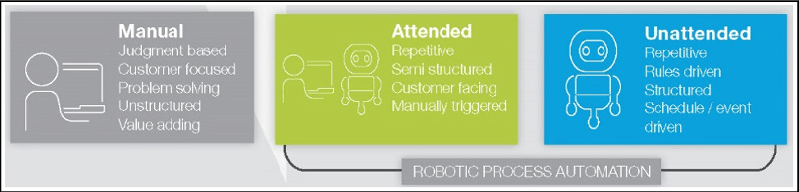 Manual
Judgment based
Customer focused
Problem solving
Unstructured
Value adding
Attended
Repetitive
Semi structured
Customer facing
Manually triggered
Unattended
Repetitive
Rules driven
Structured
Schedule / event
driven
ROBOTIC PROCESS AUTOMATION